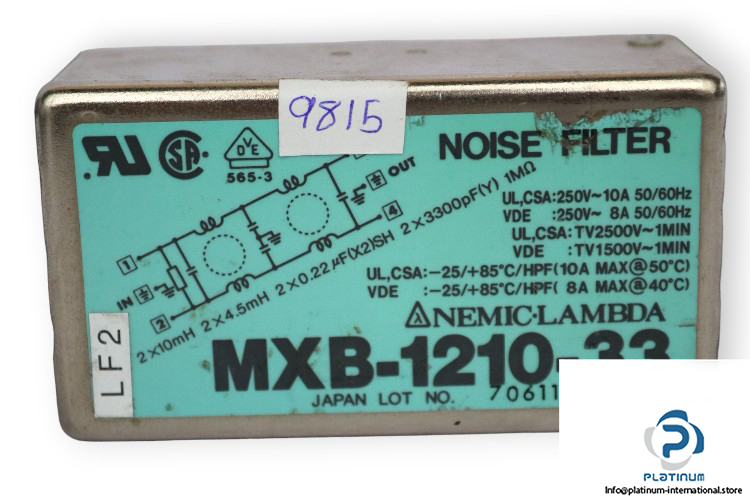 9815
NOISE FILTER
565-3
OUT
4
1
IN
2
2×10mH 2×4.5mH 2×0.22μF(X2)SH 2×3300pF(Y) 1MΩ
UL,CSA:250V~10A 50/60Hz
VDE :250V~ 8A 50/60Hz
UL,CSA:TV2500V~1MIN
VDE :TV1500V~1MIN
UL,CSA:-25/+85°C/HPF(10A MAX@50°C)
VDE :-25/+85°C/HPF( 8A MAX@40°C)
NEMIC-LAMBDA
LF2
MXB-1210-33
JAPAN LOT NO. 70611
PLATINUM
Info@platinum-international.store